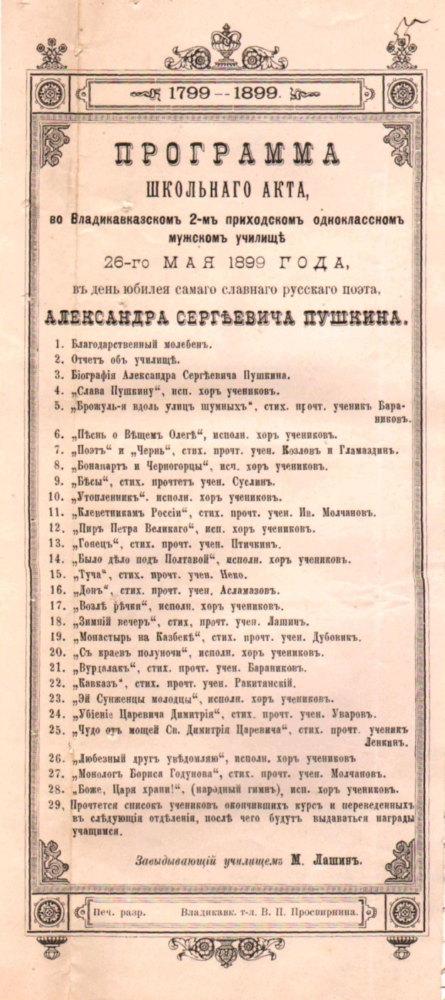 1799--1899.
ПРОГРАММА
ШКОЛЬНАГО АКТА,
во Владикавказскомъ 2-мъ приходскомъ одноклассномъ
мужскомъ училищѣ
26-го МАЯ 1899 ГОДА,
въ день юбилея самаго славнаго русскаго поэта,
АЛЕКСАНДРА СЕРГѢЕВИЧА ПУШКИНА.
1. Благодарственный молебенъ.
2. Отчетъ объ училищѣ.
3. Біографія Александра Сергѣевича Пушкина.
4. „Слава Пушкину“, исп. хоръ учениковъ.
5. „Брожуль-я вдоль улицъ шумныхъ“, стих. прочт. ученикъ Бара-
никовъ.
6. „Пѣснь о Вѣщемъ Олегѣ“, исполн. хоръ учениковъ.
7. „Поэтъ“ и „Чернь“, стих. прочт. учен. Козловъ и Гламаздинъ.
8. „Бонапартъ и Черногорцы“, исп. хоръ учениковъ.
9. „Бѣсы“, стих. прочтетъ учен. Суслинъ.
10. „Утопленникъ“. исполн. хоръ учениковъ.
11. „Клеветникамъ Россіи“, стих. прочт. учен. Ив. Молчановъ.
12. „Пиръ Петра Великаго“, исп. хоръ учениковъ.
13. „Гонецъ“, стих. прочт. учен. Птичкин.
14. „Было дѣло подъ Полтавой“, исполн. хоръ учениковъ.
15. „Туча“, стих. прочт. учен. Неко.
16. „Донъ“, стих. прочт. учен. Асламазовъ.
17. „Возлѣ рѣчки“, исполн. хоръ учениковъ.
18. „Зимній вечеръ“, стих, прочт. учен. Лашин.
19. „Монастырь на Казбекѣ“, стих. прочт. учен. Дубовик.
20. „Съ краевъ полуночи“, исполн. хоръ учениковъ.
21. „Вурдалакъ“, стих. прочт. учен. Бараниковъ.
22. „Кавказъ“, стих. прочт. учен. Ракитянскій.
23. „Эй Сунженцы молодцы“, исполн. хоръ учениковъ.
24. „Убіеніе Царевича Димитрія“, стих. прочт. учен. Уваровъ.
25. „Чудо отъ мощей Св. Димитрія Царевича“, стих. прочт. ученикъ
Ленкинъ.
26. „Любезный другъ увѣдомляю“, исполн. хоръ учениковъ
27. „Монологъ Бориса Годунова“, стих. прочт. учен. Молчановъ.
28. „Боже, Царя храни!“, (народный гимнъ), исп. хоръ учениковъ.
29, Прочтется список учениковъ окончившихъ курсъ и переведенныхъ
въ слѣдующія отдѣленія, послѣ чего будутъ выдаваться награды
учащимся.
Завыдывающій училищемъ М. Лашинъ.
Печ. разр. Владикавк. т-л. В. П. Просвирнина.